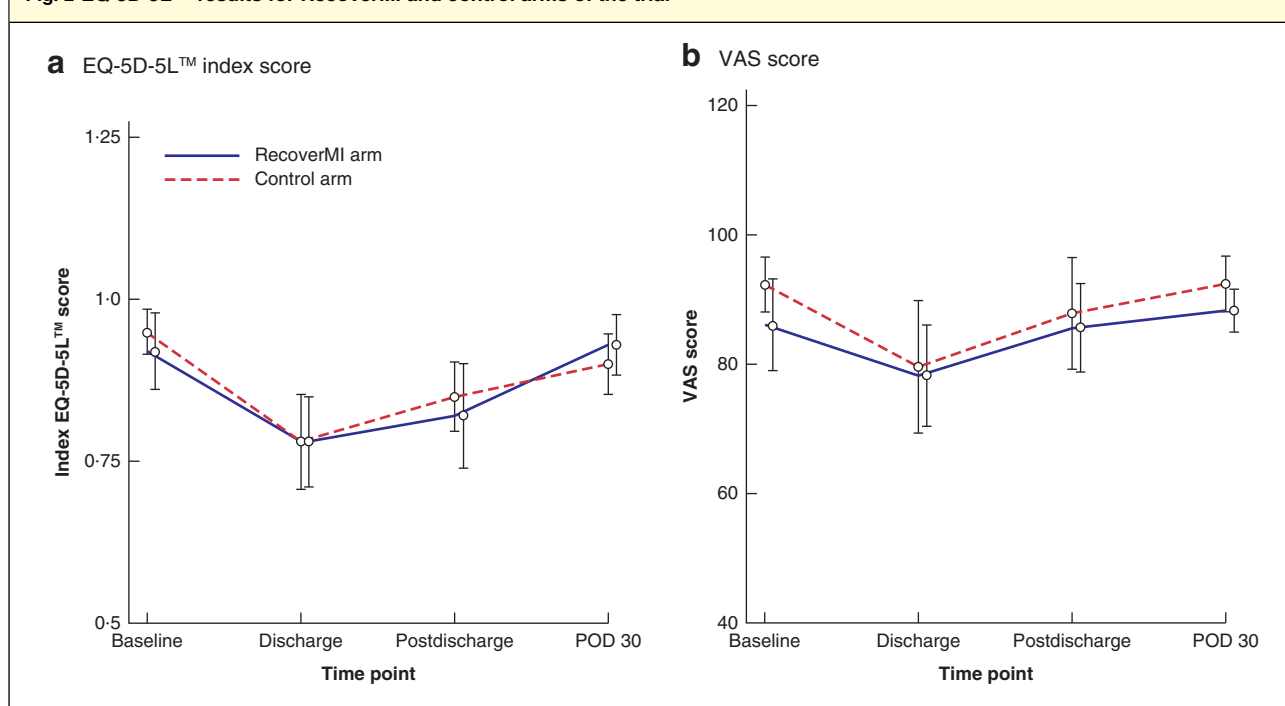 a EQ-5D-5L™ index score
1·25
1·0
0·75
0·5
Index EQ-5D-5L™ score
RecoverMI arm
Control arm
Baseline Discharge Postdischarge POD 30
Time point
b VAS score
120
100
80
60
40
VAS score
Baseline Discharge Postdischarge POD 30
Time point